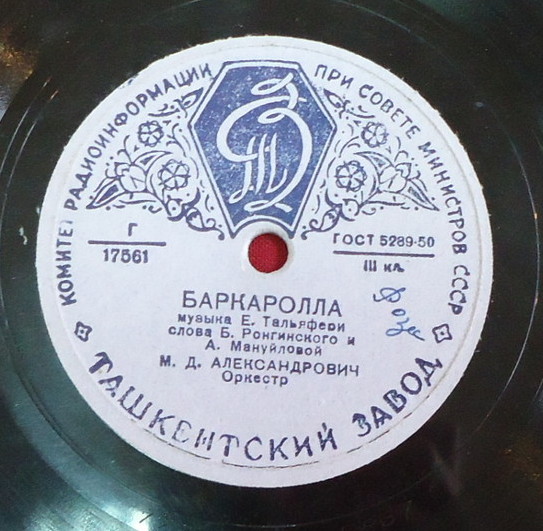 КОМИТЕТ РАДИОИНФОРМАЦИИ ПРИ СОВЕТЕ МИНИСТРОВ СССР
Г
17561
ГОСТ 5289-50
III кл.
БАРКАРОЛЛА
музыка Е. Тальяфери
слова Б. Ронгинского и
А. Мануйловой
М. Д. АЛЕКСАНДРОВИЧ
Оркестр
ТАШКЕНТСКИЙ ЗАВОД